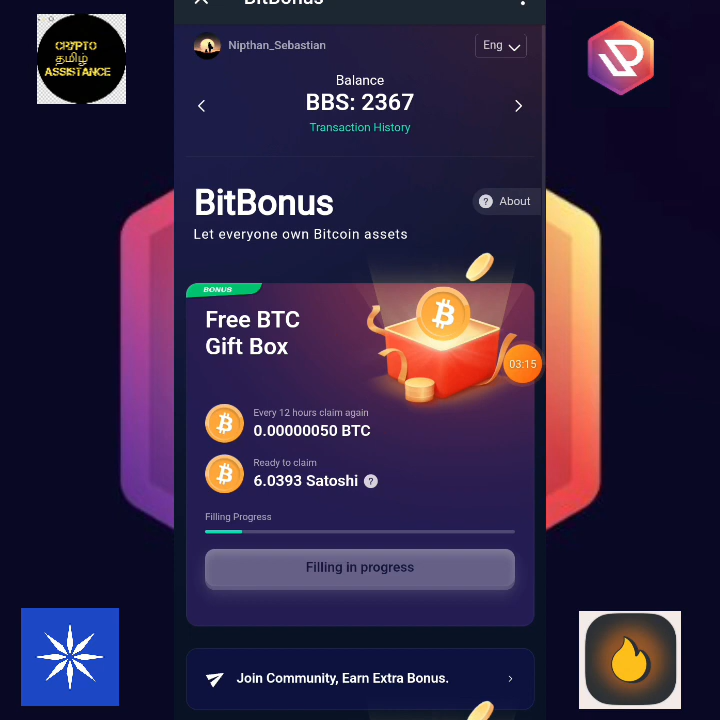 BitBonus
CRYPTO
தமிழ்
ASSISTANCE
Nipthan_Sebastian
Eng
Balance
BBS: 2367
Transaction History
BitBonus
? About
Let everyone own Bitcoin assets
BONUS
Free BTC
Gift Box
03:15
Every 12 hours claim again
0.00000050 BTC
Ready to claim
6.0393 Satoshi ?
Filling Progress
Filling in progress
Join Community, Earn Extra Bonus.